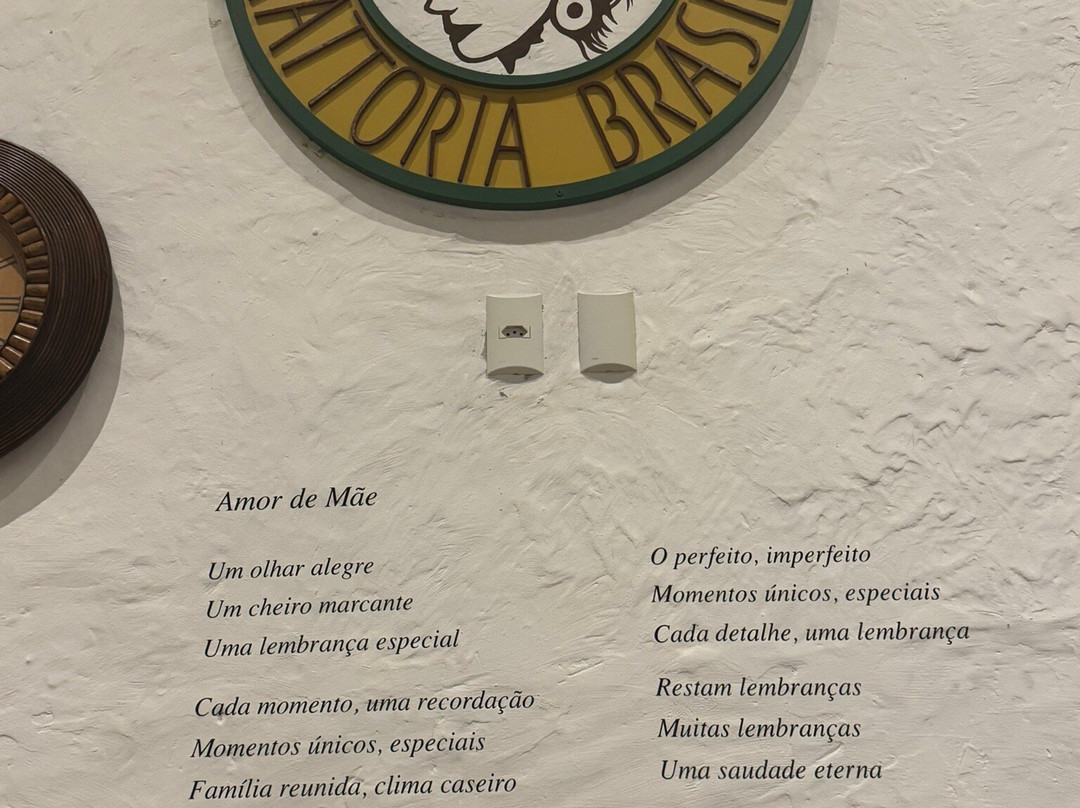 ATTORIA BRASI
Amor de Mãe
Um olhar alegre
Um cheiro marcante
Uma lembrança especial
Cada momento, uma recordação
Momentos únicos, especiais
Família reunida, clima caseiro
O perfeito, imperfeito
Momentos únicos, especiais
Cada detalhe, uma lembrança
Restam lembranças
Muitas lembranças
Uma saudade eterna